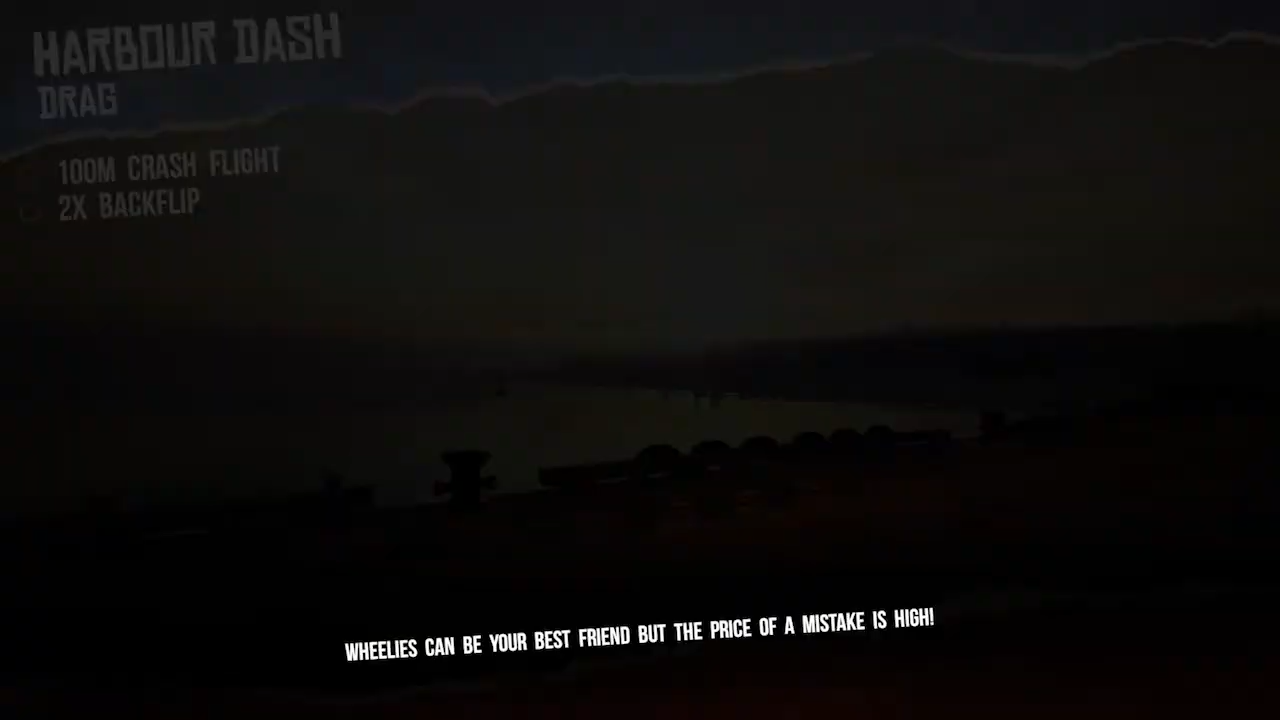 HARBOUR DASH
DRAG
100M CRASH FLIGHT
2X BACKFLIP
WHEELIES CAN BE YOUR BEST FRIEND BUT THE PRICE OF A MISTAKE IS HIGH!